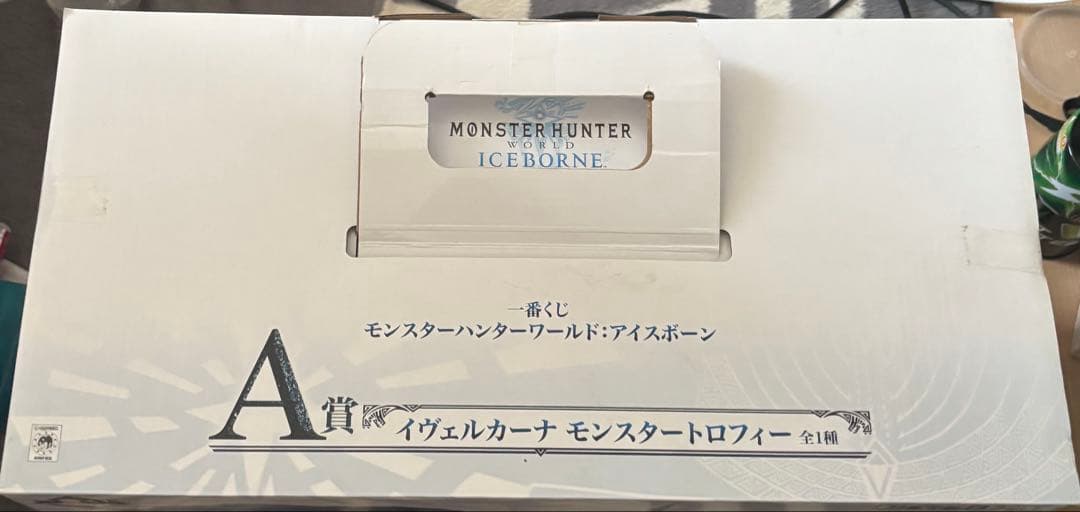 MONSTER HUNTER
WORLD
ICEBORNE
一番くじ
モンスターハンターワールド:アイスボーン
A賞
イヴェルカーナ モンスタートロフィー 全1種